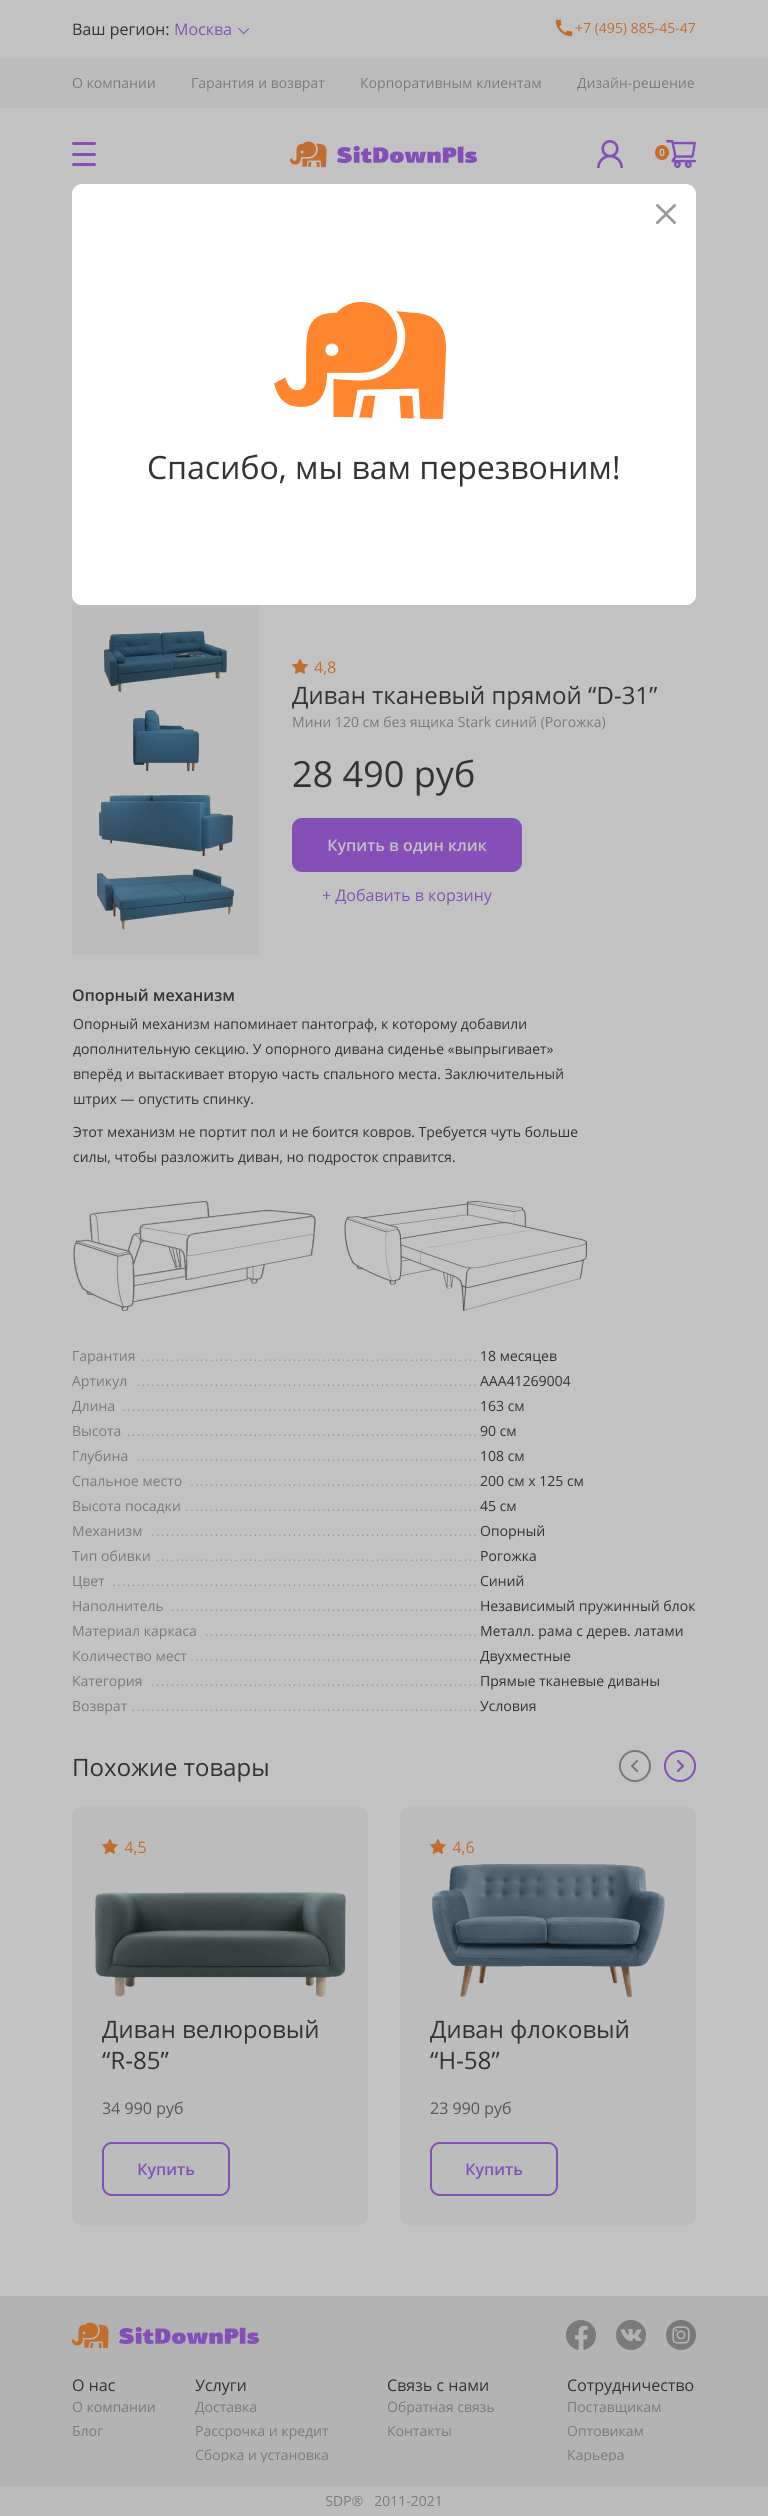 Ваш регион: Москва
+7 (495) 885-45-47
О компании
Гарантия и возврат
Корпоративным клиентам
Дизайн-решение
SitDownPls
0
Спасибо, мы вам перезвоним!
4,8
Диван тканевый прямой “D-31”
Мини 120 см без ящика Stark синий (Рогожка)
28 490 руб
Купить в один клик
+ Добавить в корзину
Опорный механизм
Опорный механизм напоминает пантограф, к которому добавили
дополнительную секцию. У опорного дивана сиденье «выпрыгивает»
вперёд и вытаскивает вторую часть спального места. Заключительный
штрих — опустить спинку.
Этот механизм не портит пол и не боится ковров. Требуется чуть больше
силы, чтобы разложить диван, но подросток справится.
Гарантия 18 месяцев
Артикул AAA41269004
Длина 163 см
Высота 90 см
Глубина 108 см
Спальное место 200 см x 125 см
Высота посадки 45 см
Механизм Опорный
Тип обивки Рогожка
Цвет Синий
Наполнитель Независимый пружинный блок
Материал каркаса Металл. рама с дерев. латами
Количество мест Двухместные
Категория Прямые тканевые диваны
Возврат Условия
Похожие товары
4,5
Диван велюровый
“R-85”
34 990 руб
Купить
4,6
Диван флоковый
“H-58”
23 990 руб
Купить
SitDownPls
О нас
О компании
Блог
Услуги
Доставка
Рассрочка и кредит
Сборка и установка
Связь с нами
Обратная связь
Контакты
Сотрудничество
Поставщикам
Оптовикам
Карьера
SDP® 2011-2021